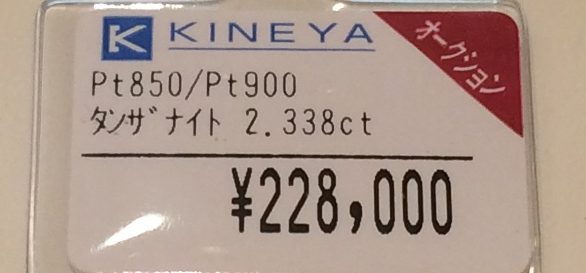 K KINEYA
オークション
Pt850/Pt900
タンザナイト 2.338ct
¥228,000